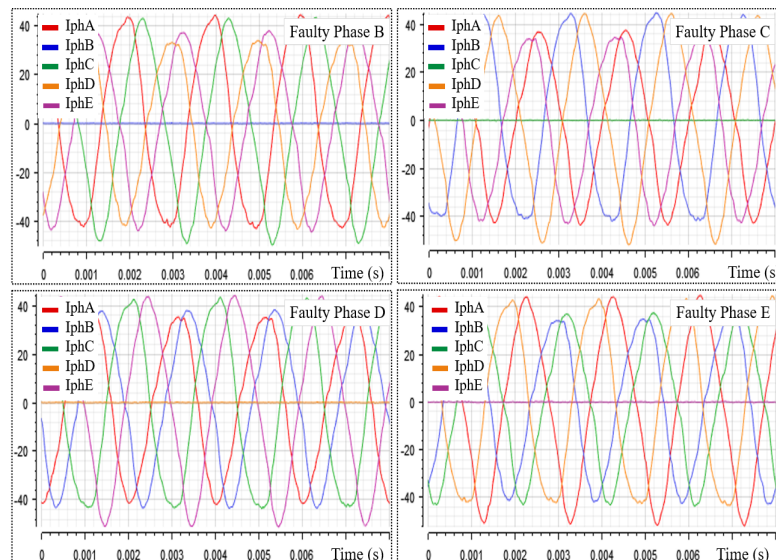 IphA
IphB
IphC
IphD
IphE
Faulty Phase B
40
20
0
-20
-40
0
0.001
0.002
0.003
0.004
0.005
0.006
Time (s)
IphA
IphB
IphC
IphD
IphE
Faulty Phase C
40
20
0
-20
-40
0
0.001
0.002
0.003
0.004
0.005
0.006
Time (s)
IphA
IphB
IphC
IphD
IphE
Faulty Phase D
40
20
0
-20
-40
0
0.001
0.002
0.003
0.004
0.005
0.006
Time (s)
IphA
IphB
IphC
IphD
IphE
Faulty Phase E
40
20
0
-20
-40
0
0.001
0.002
0.003
0.004
0.005
0.006
Time (s)